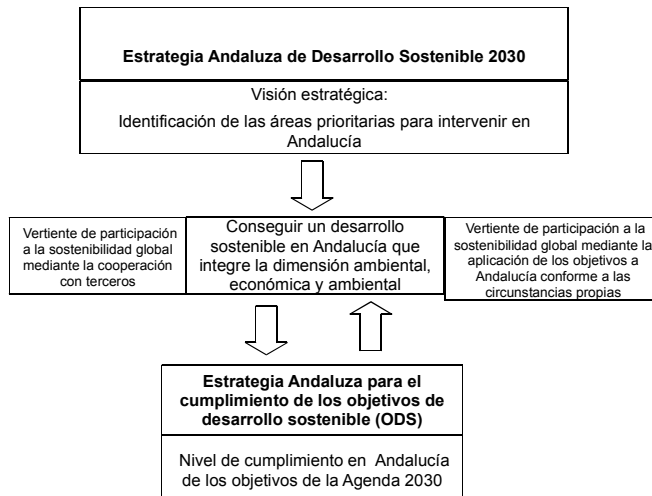 Estrategia Andaluza de Desarrollo Sostenible 2030
Visión estratégica:
Identificación de las áreas prioritarias para intervenir en
Andalucía
Vertiente de participación
a la sostenibilidad global
mediante la cooperación
con terceros
Conseguir un desarrollo
sostenible en Andalucía que
integre la dimensión ambiental,
económica y ambiental
Vertiente de participación a la
sostenibilidad global mediante la
aplicación de los objetivos a
Andalucía conforme a las
circunstancias propias
Estrategia Andaluza para el
cumplimiento de los objetivos de
desarrollo sostenible (ODS)
Nivel de cumplimiento en Andalucía
de los objetivos de la Agenda 2030